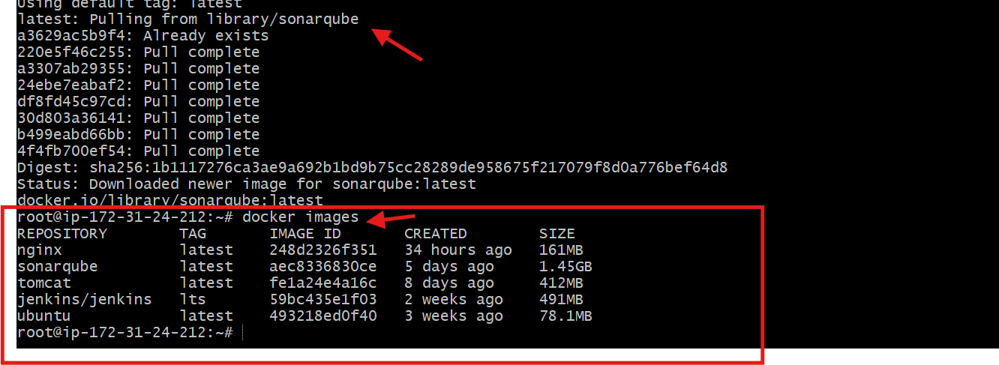 Using default tag: latest
latest: Pulling from library/sonarqube
a3629ac5b9f4: Already exists
220e5f46c255: Pull complete
a3307ab29355: Pull complete
24ebe7eabaf2: Pull complete
df8fd45c97cd: Pull complete
30d803a36141: Pull complete
b499eabd66bb: Pull complete
4f4fb700ef54: Pull complete
Digest: sha256:1b1117276ca3ae9a692b1bd9b75cc28289de958675f217079f8d0a776bef64d8
Status: Downloaded newer image for sonarqube:latest
docker.io/library/sonarqube:latest
root@ip-172-31-24-212:~# docker images
REPOSITORY TAG IMAGE ID CREATED SIZE
nginx latest 248d2326f351 34 hours ago 161MB
sonarqube latest aec8336830ce 5 days ago 1.45GB
tomcat latest fe1a24e4a16c 8 days ago 412MB
jenkins/jenkins lts 59bc435e1f03 2 weeks ago 491MB
ubuntu latest 493218ed0f40 3 weeks ago 78.1MB
root@ip-172-31-24-212:~#